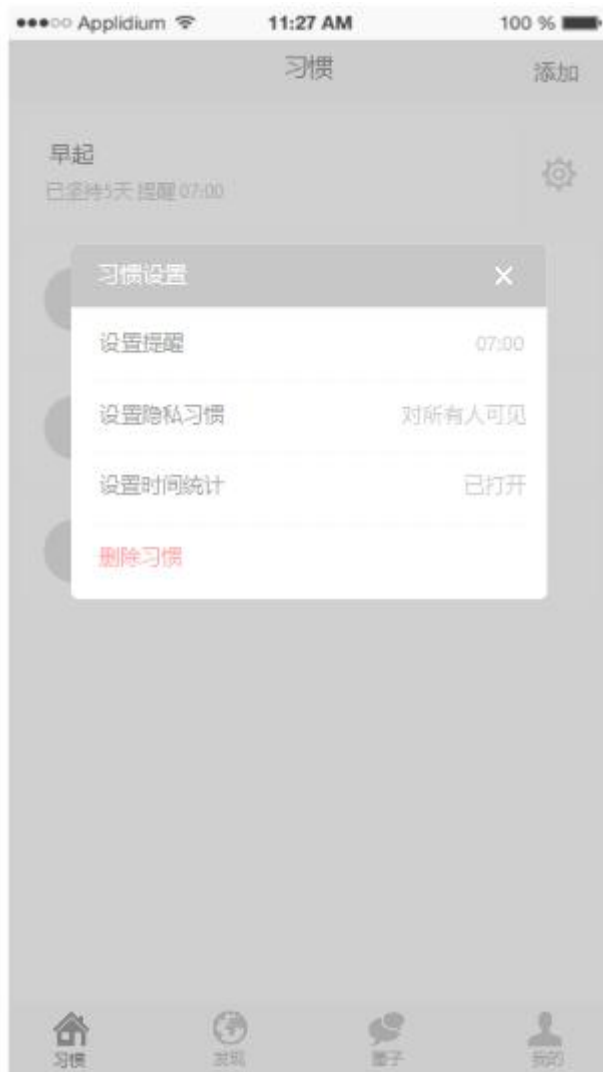 Applidium 11:27 AM 100 %
习惯 添加
早起
已坚持5天 提醒 07:00
习惯设置 ×
设置提醒 07:00
设置隐私习惯 对所有人可见
设置时间统计 已打开
删除习惯
习惯 发现 圈子 我的